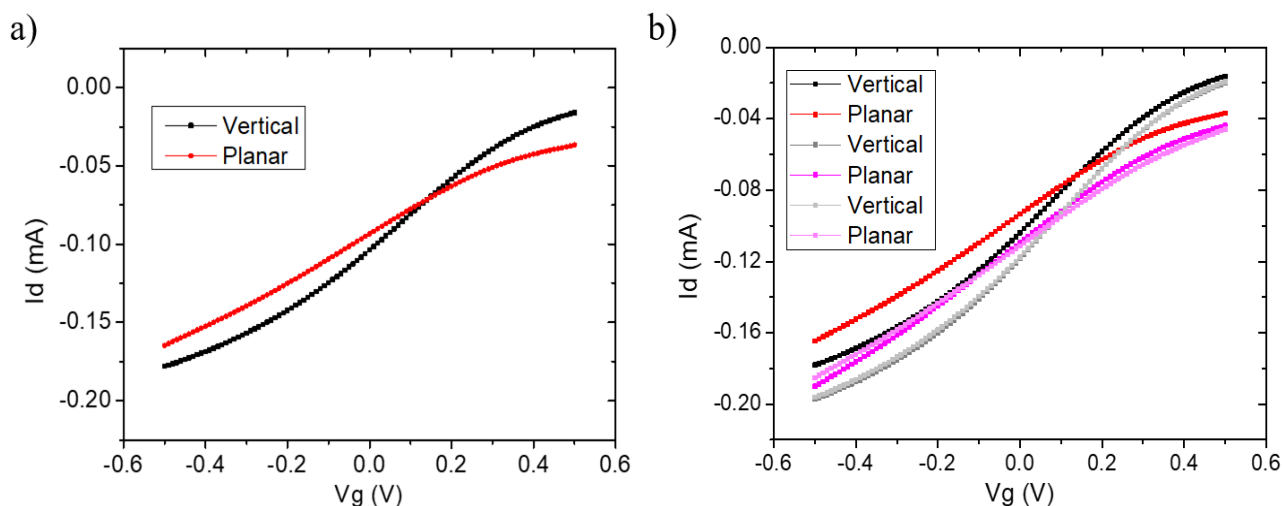 a)
0.00
-0.05
-0.10
-0.15
-0.20
Id (mA)
Vertical
Planar
-0.6 -0.4 -0.2 0.0 0.2 0.4 0.6
Vg (V)
b)
0.00
-0.04
-0.08
-0.12
-0.16
-0.20
Id (mA)
Vertical
Planar
Vertical
Planar
Vertical
Planar
-0.6 -0.4 -0.2 0.0 0.2 0.4 0.6
Vg (V)